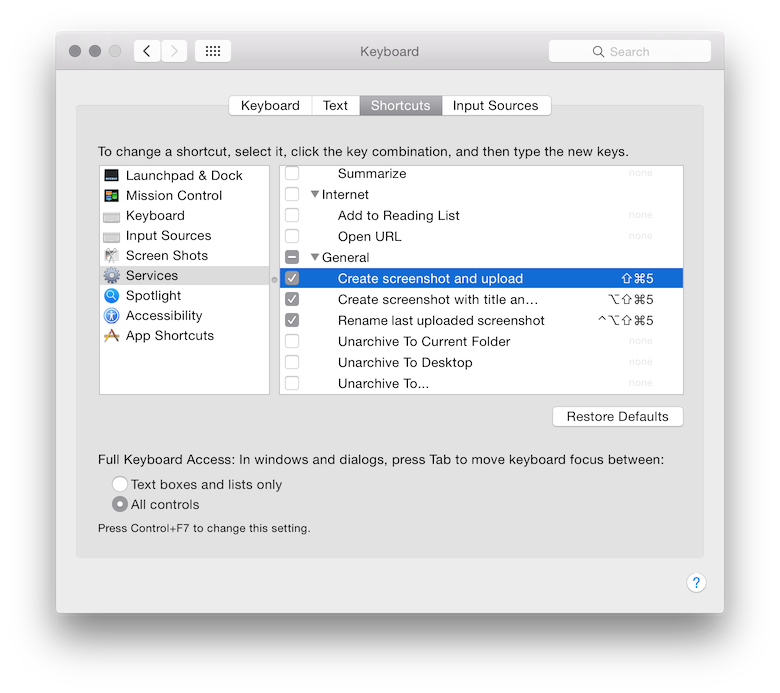 Keyboard
Search
Keyboard Text Shortcuts Input Sources
To change a shortcut, select it, click the key combination, and then type the new keys.
Launchpad & Dock
Mission Control
Keyboard
Input Sources
Screen Shots
Services
Spotlight
Accessibility
App Shortcuts
Summarize none
Internet
Add to Reading List none
Open URL none
General
Create screenshot and upload ⇧⌘5
Create screenshot with title an… ⌥⇧⌘5
Rename last uploaded screenshot ^⌥⇧⌘5
Unarchive To Current Folder none
Unarchive To Desktop none
Unarchive To... none
Restore Defaults
Full Keyboard Access: In windows and dialogs, press Tab to move keyboard focus between:
Text boxes and lists only
All controls
Press Control+F7 to change this setting.
?